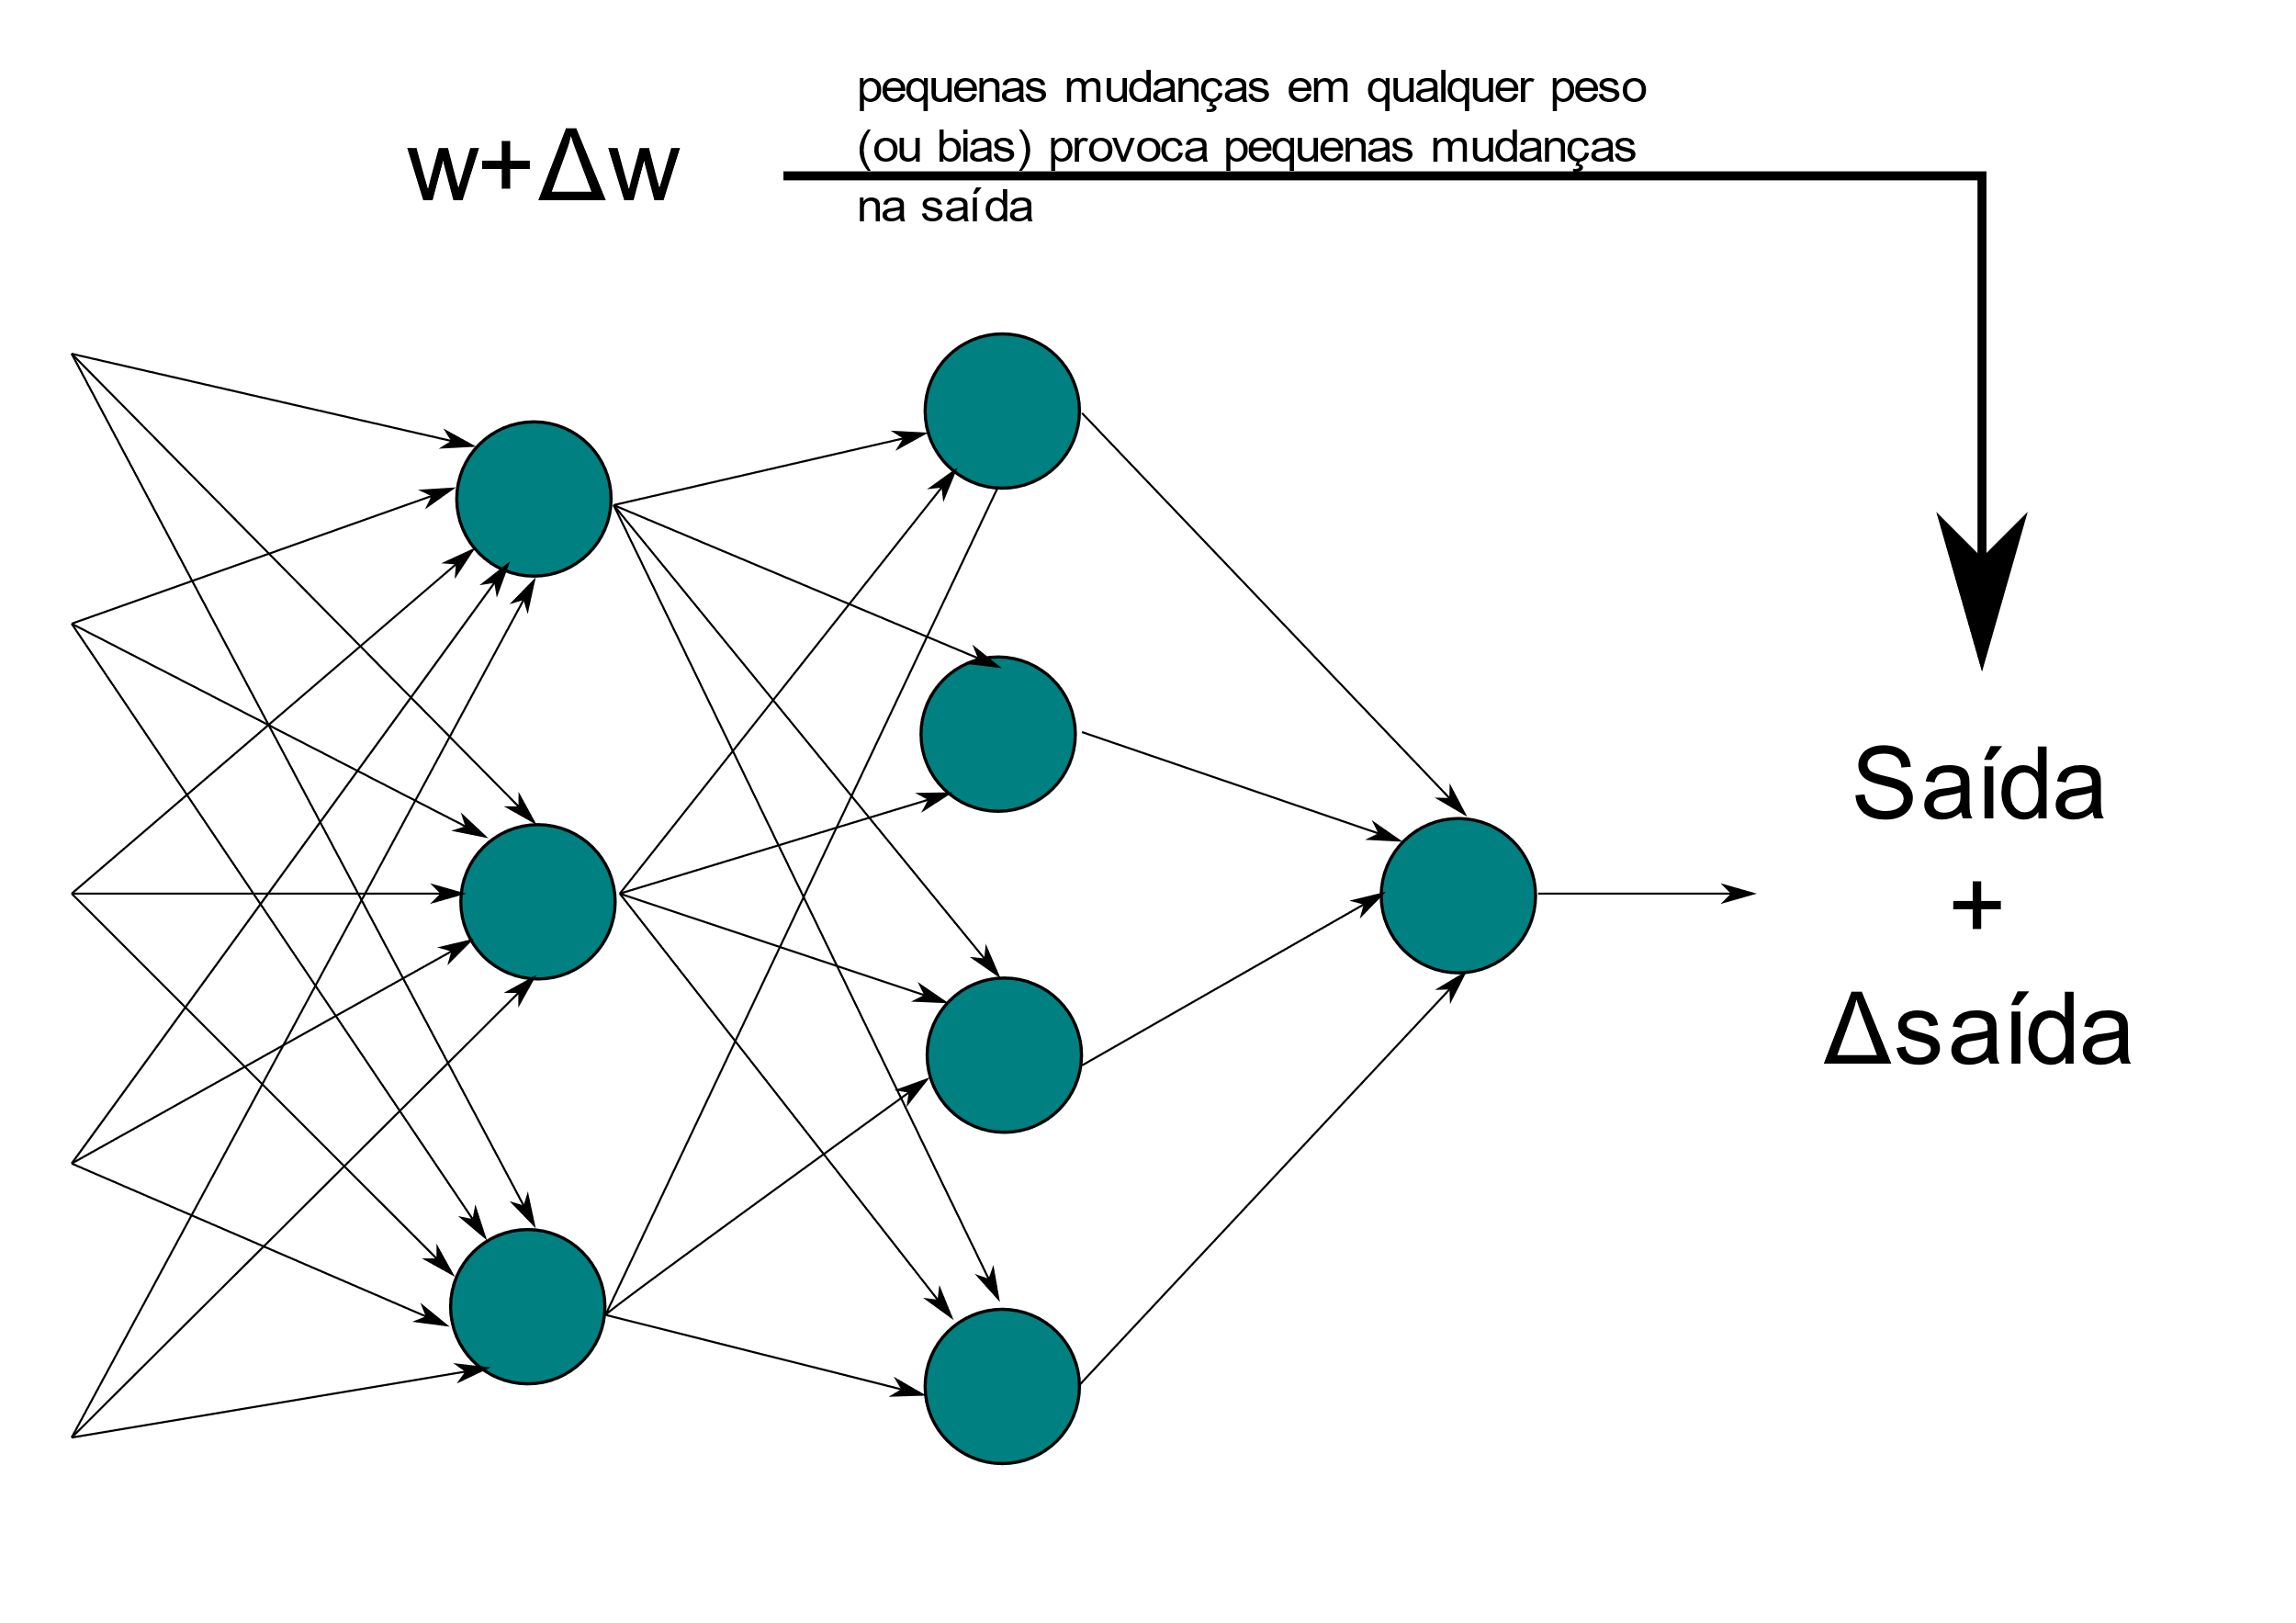 pequenas mudanças em qualquer peso
(ou bias) provoca pequenas mudanças
na saída
w+Δw
Saída
+
Δsaída